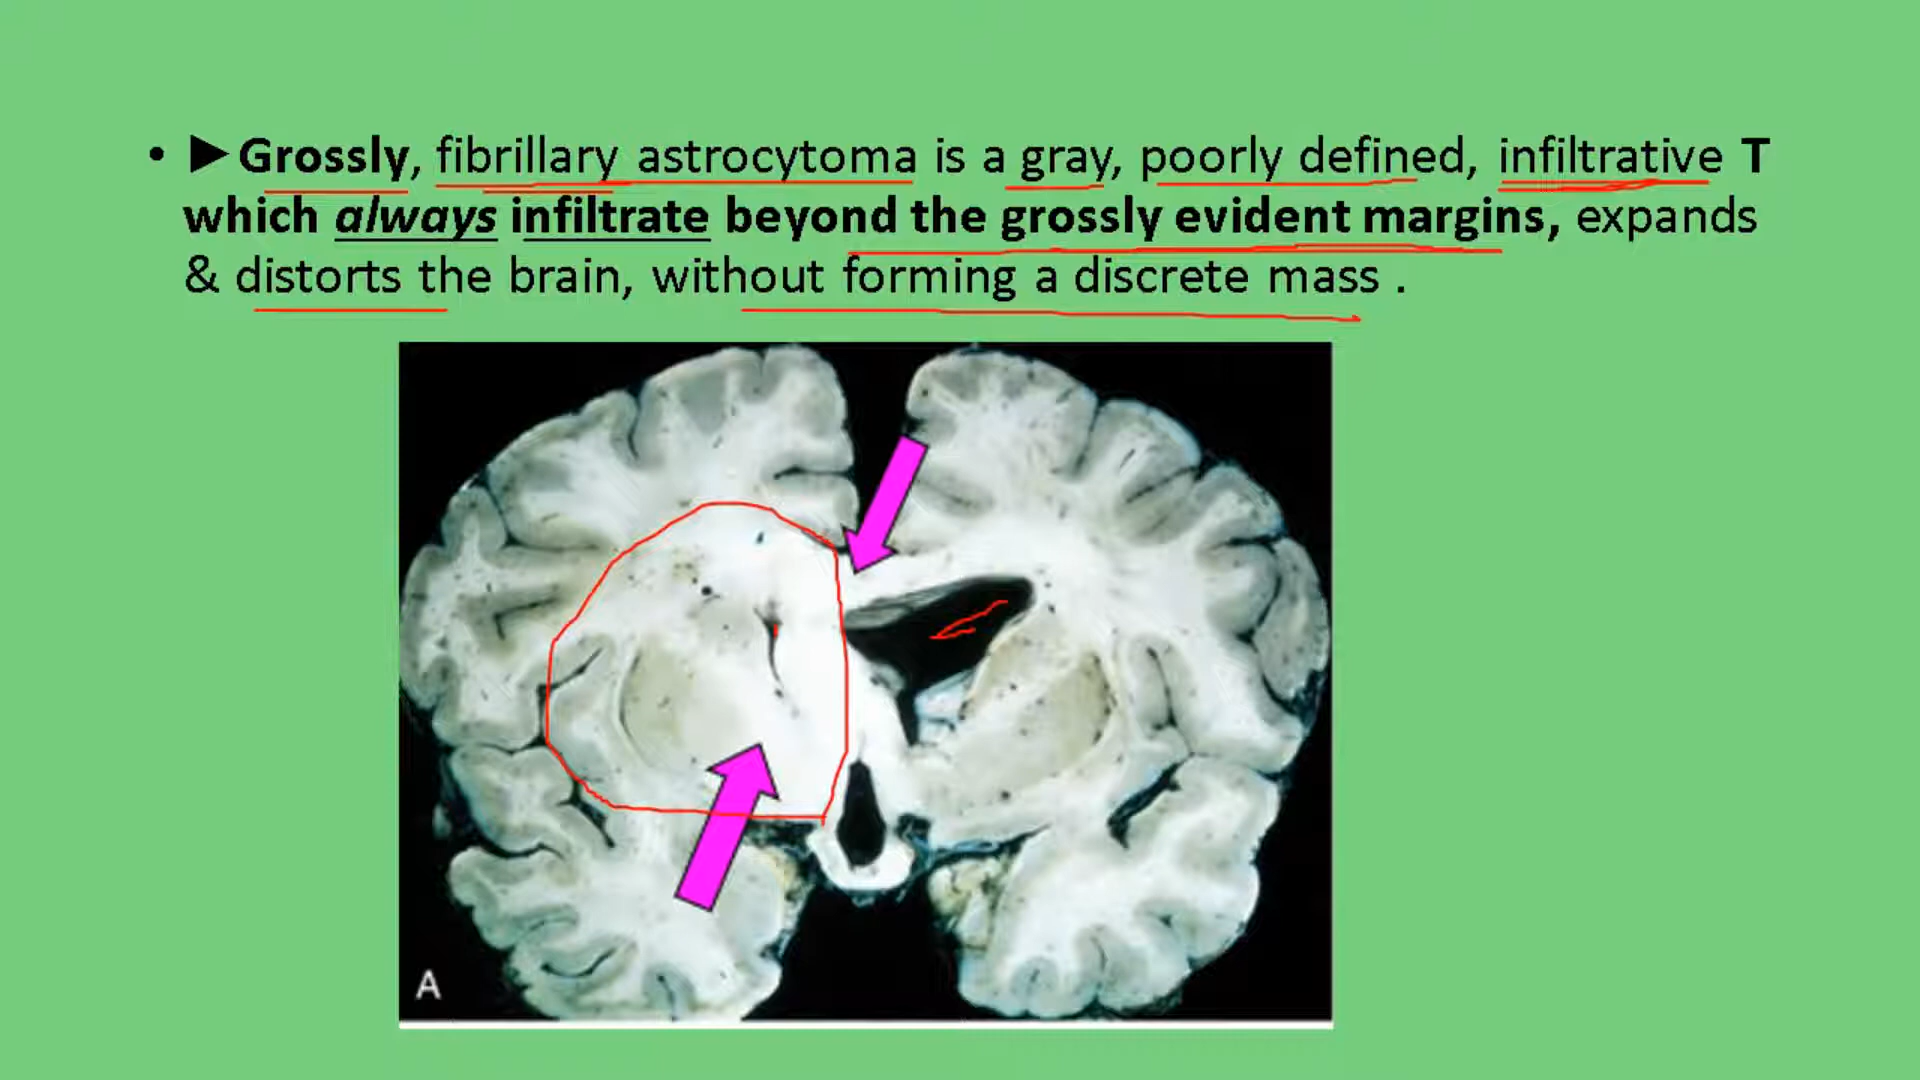 • ►Grossly, fibrillary astrocytoma is a gray, poorly defined, infiltrative T
which always infiltrate beyond the grossly evident margins, expands
& distorts the brain, without forming a discrete mass .
A